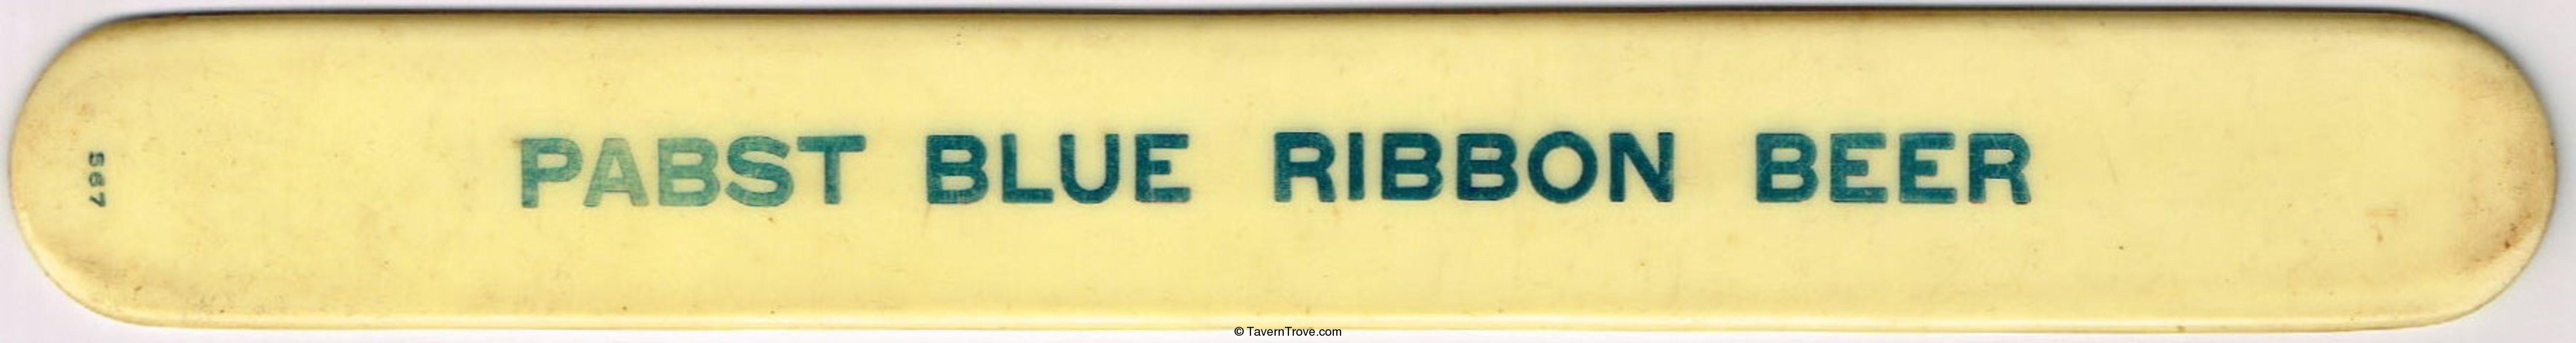 567
PABST BLUE RIBBON BEER
© TavernTrove.com